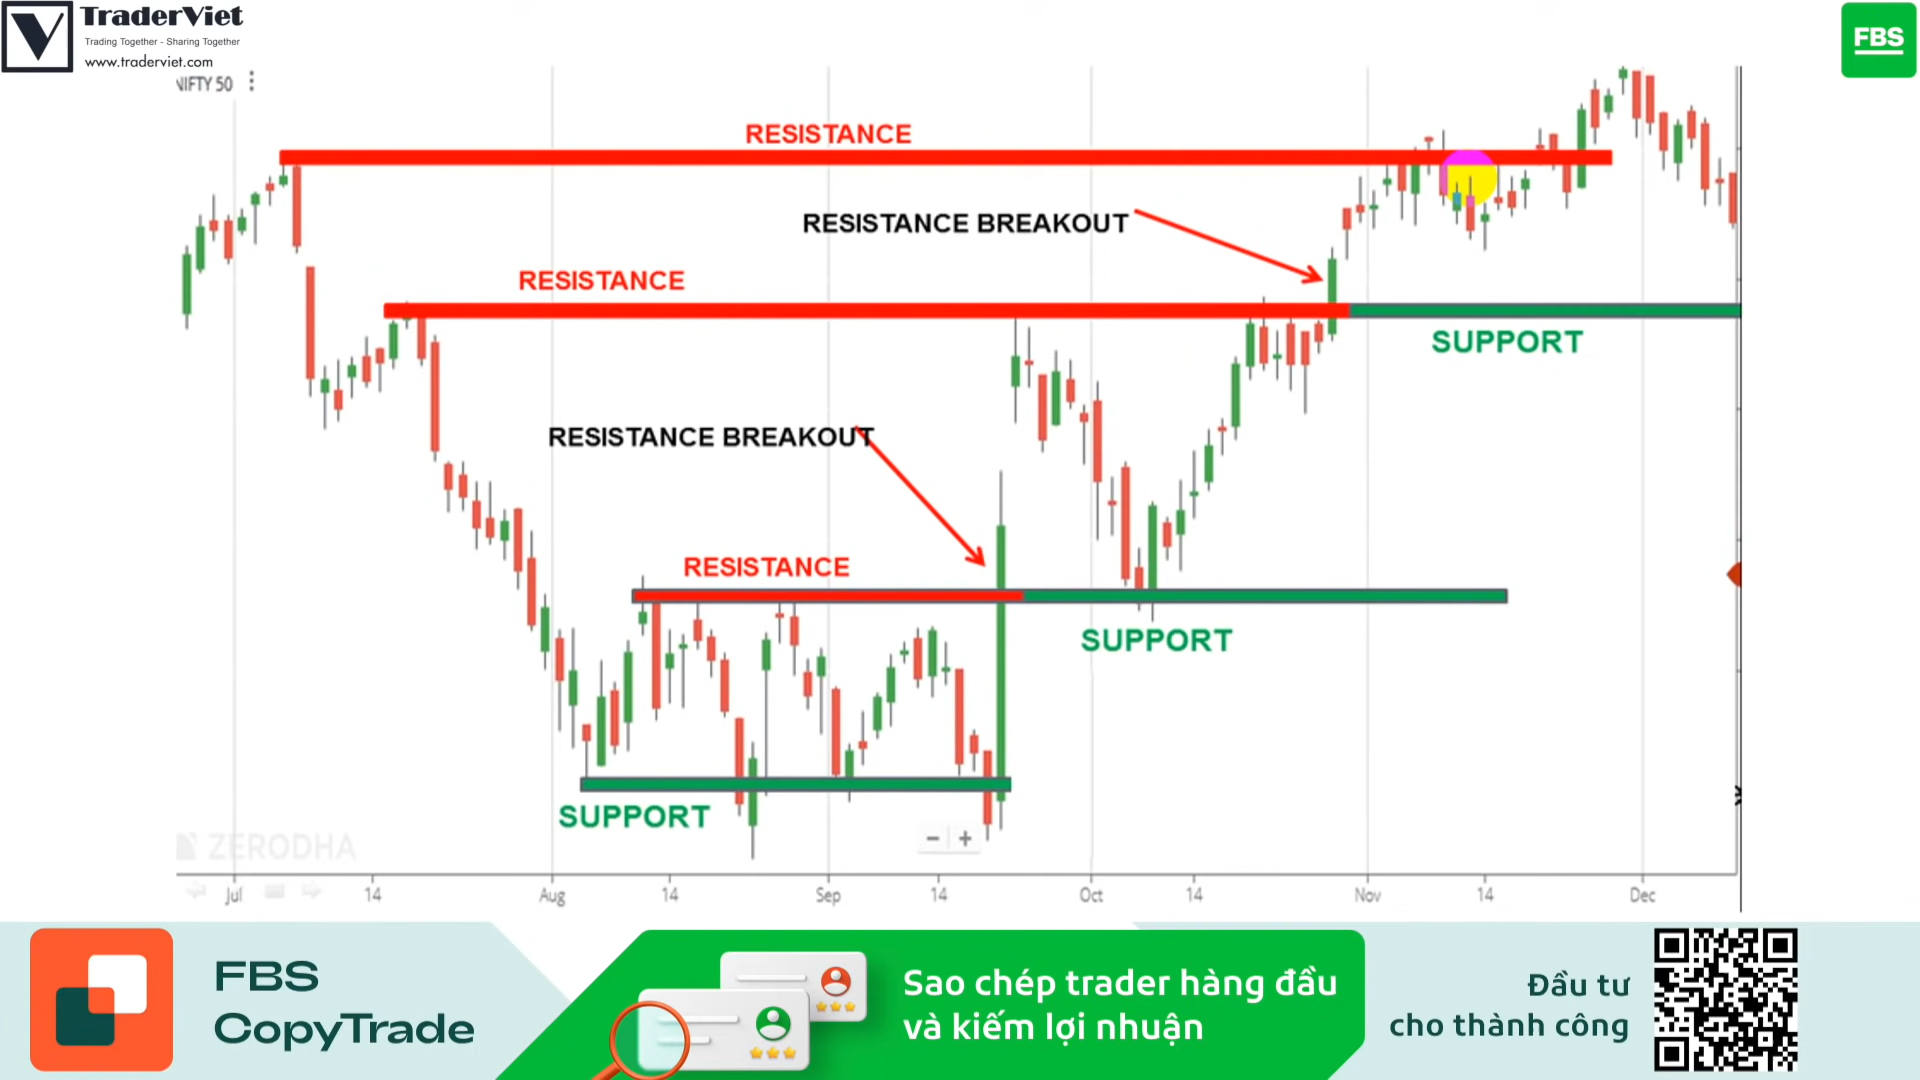 TraderViet
Trading Together - Sharing Together
www.traderviet.com
FBS
NIFTY 50
RESISTANCE
RESISTANCE BREAKOUT
RESISTANCE
SUPPORT
RESISTANCE BREAKOUT
RESISTANCE
SUPPORT
SUPPORT
ZERODHA
Jul 14 Aug 14 Sep 14 Oct 14 Nov 14 Dec
FBS
CopyTrade
Sao chép trader hàng đầu
và kiếm lợi nhuận
Đầu tư
cho thành công